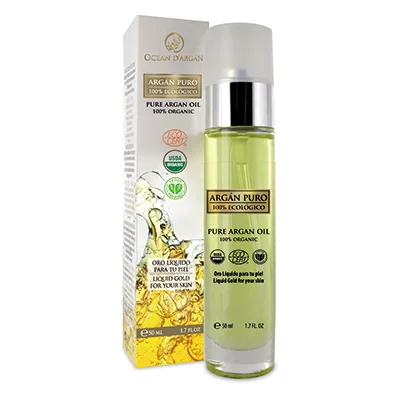 OCEAN D'ARGAN
ARGÁN PURO
100% ECOLÓGICO
PURE ARGAN OIL
100% ORGANIC
USDA
ORGANIC
ORO LÍQUIDO
PARA TU PIEL
LIQUID GOLD
FOR YOUR SKIN
e 50 ML 1.7 FL OZ
ARGÁN PURO
100% ECOLÓGICO
PURE ARGAN OIL
100% ORGANIC
USDA
ORGANIC
Oro Líquido para tu piel
Liquid Gold for your skin
e 50 ml 1.7 FL OZ